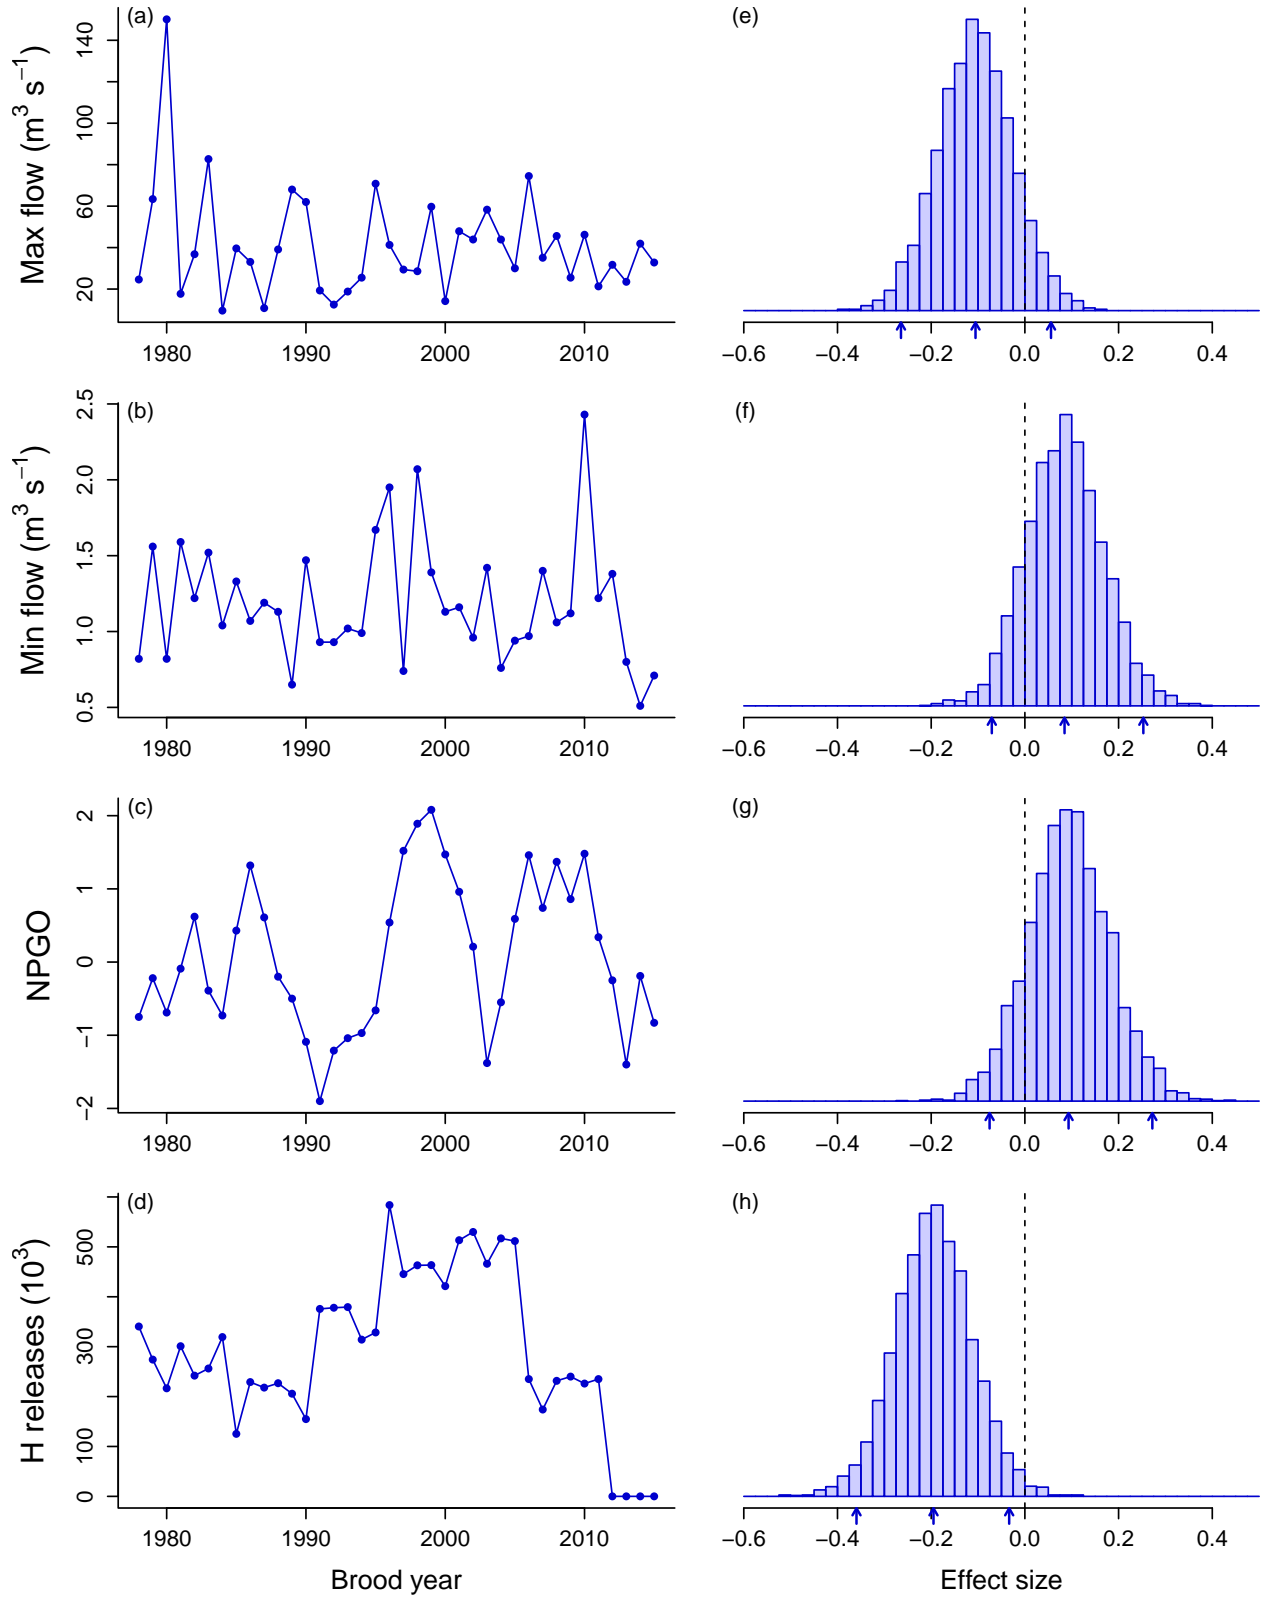 (a)
Max flow (m³ s⁻¹)
140
100
60
20
1980 1990 2000 2010
(e)
−0.6 −0.4 −0.2 0.0 0.2 0.4
(b)
Min flow (m³ s⁻¹)
2.5
2.0
1.5
1.0
0.5
1980 1990 2000 2010
(f)
−0.6 −0.4 −0.2 0.0 0.2 0.4
(c)
NPGO
2
1
0
−1
−2
1980 1990 2000 2010
(g)
−0.6 −0.4 −0.2 0.0 0.2 0.4
(d)
H releases (10³)
500
300
100
0
1980 1990 2000 2010
Brood year
(h)
−0.6 −0.4 −0.2 0.0 0.2 0.4
Effect size